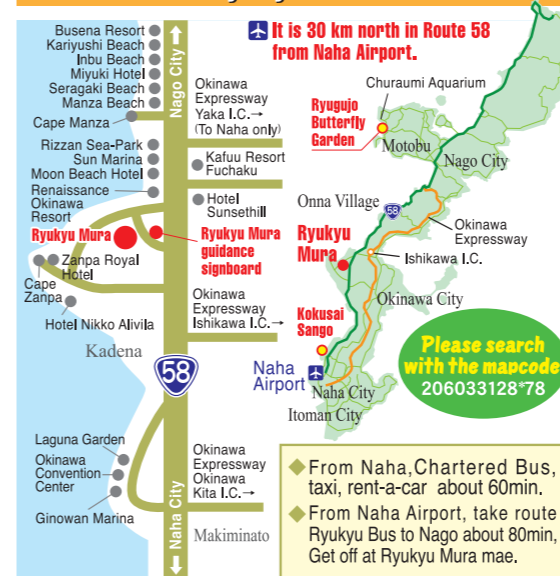 It is 30 km north in Route 58
from Naha Airport.
Busena Resort
Kariyushi Beach
Inbu Beach
Miyuki Hotel
Seragaki Beach
Manza Beach
Cape Manza
Rizzan Sea-Park
Sun Marina
Moon Beach Hotel
Renaissance
Okinawa
Resort
Ryukyu Mura
Zanpa Royal
Hotel
Cape
Zanpa
Hotel Nikko Alivila
Kadena
Laguna Garden
Okinawa
Convention
Center
Ginowan Marina
Nago City
58
Naha City
Okinawa
Expressway
Yaka I.C.→
(To Naha only)
Kafuu Resort
Fuchaku
Hotel
Sunsethill
Ryukyu Mura
guidance
signboard
Okinawa
Expressway
Ishikawa I.C.→
Okinawa
Expressway
Okinawa
Kita I.C.→
Makiminato
Churaumi Aquarium
Ryugujo
Butterfly
Garden
Motobu
Nago City
Onna Village
58
Okinawa
Expressway
Ryukyu
Mura
Ishikawa I.C.
Okinawa City
Kokusai
Sango
Naha
Airport
Naha City
Itoman City
Please search
with the mapcode
206033128*78
◆From Naha,Chartered Bus,
taxi, rent-a-car about 60min.
◆From Naha Airport, take route
Ryukyu Bus to Nago about 80min,
Get off at Ryukyu Mura mae.